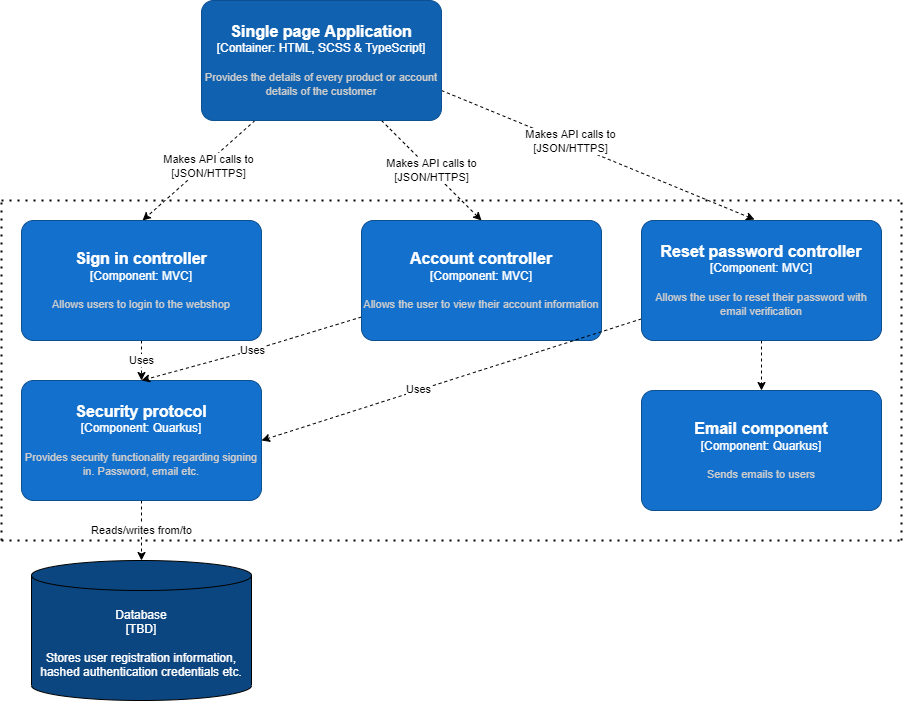 Single page Application
[Container: HTML, SCSS & TypeScript]
Provides the details of every product or account
details of the customer
Makes API calls to
[JSON/HTTPS]
Makes API calls to
[JSON/HTTPS]
Makes API calls to
[JSON/HTTPS]
Sign in controller
[Component: MVC]
Allows users to login to the webshop
Account controller
[Component: MVC]
Allows the user to view their account information
Reset password controller
[Component: MVC]
Allows the user to reset their password with
email verification
Uses
Uses
Uses
Security protocol
[Component: Quarkus]
Provides security functionality regarding signing
in. Password, email etc.
Email component
[Component: Quarkus]
Sends emails to users
Reads/writes from/to
Database
[TBD]
Stores user registration information,
hashed authentication credentials etc.